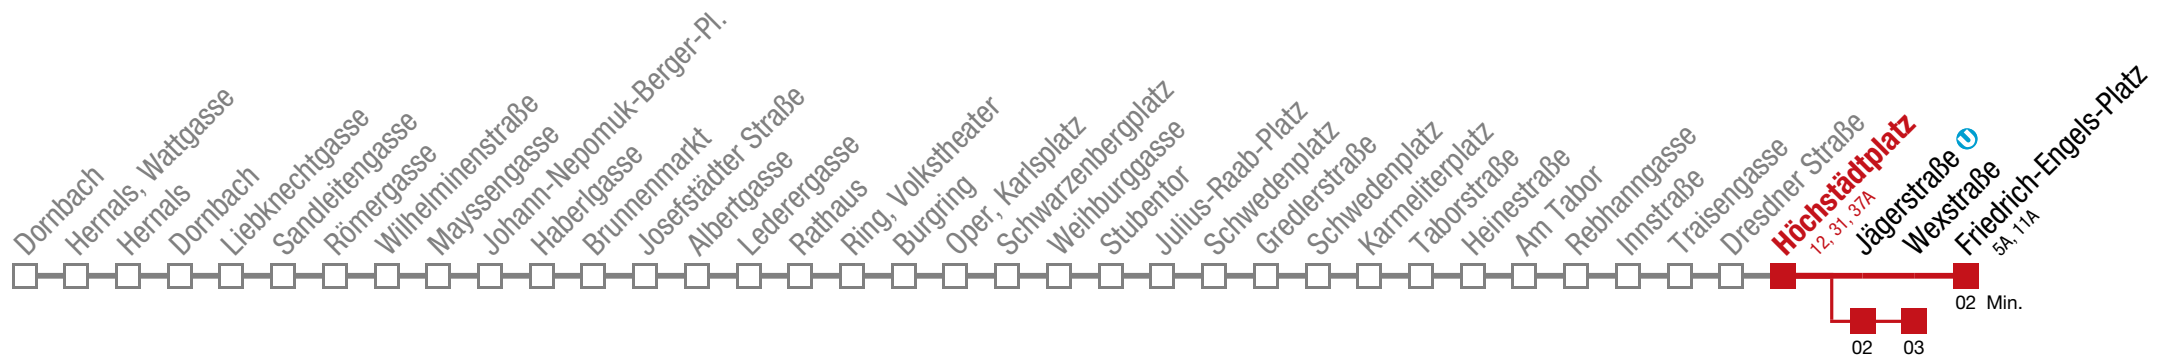 Dornbach
Hernals, Wattgasse
Hernals
Dornbach
Liebknechtgasse
Sandleitengasse
Römergasse
Wilhelminenstraße
Mayssengasse
Johann-Nepomuk-Berger-Pl.
Haberlgasse
Brunnenmarkt
Josefstädter Straße
Albertgasse
Lederergasse
Rathaus
Ring, Volkstheater
Burgring
Oper, Karlsplatz
Schwarzenbergplatz
Weihburggasse
Stubentor
Julius-Raab-Platz
Schwedenplatz
Gredlerstraße
Schwedenplatz
Karmeliterplatz
Taborstraße
Heinestraße
Am Tabor
Rebhanngasse
Innstraße
Traisengasse
Dresdner Straße
Höchstädtplatz
12, 31, 37A
Jägerstraße U
Wexstraße
Friedrich-Engels-Platz
5A, 11A
02 Min.
02 03